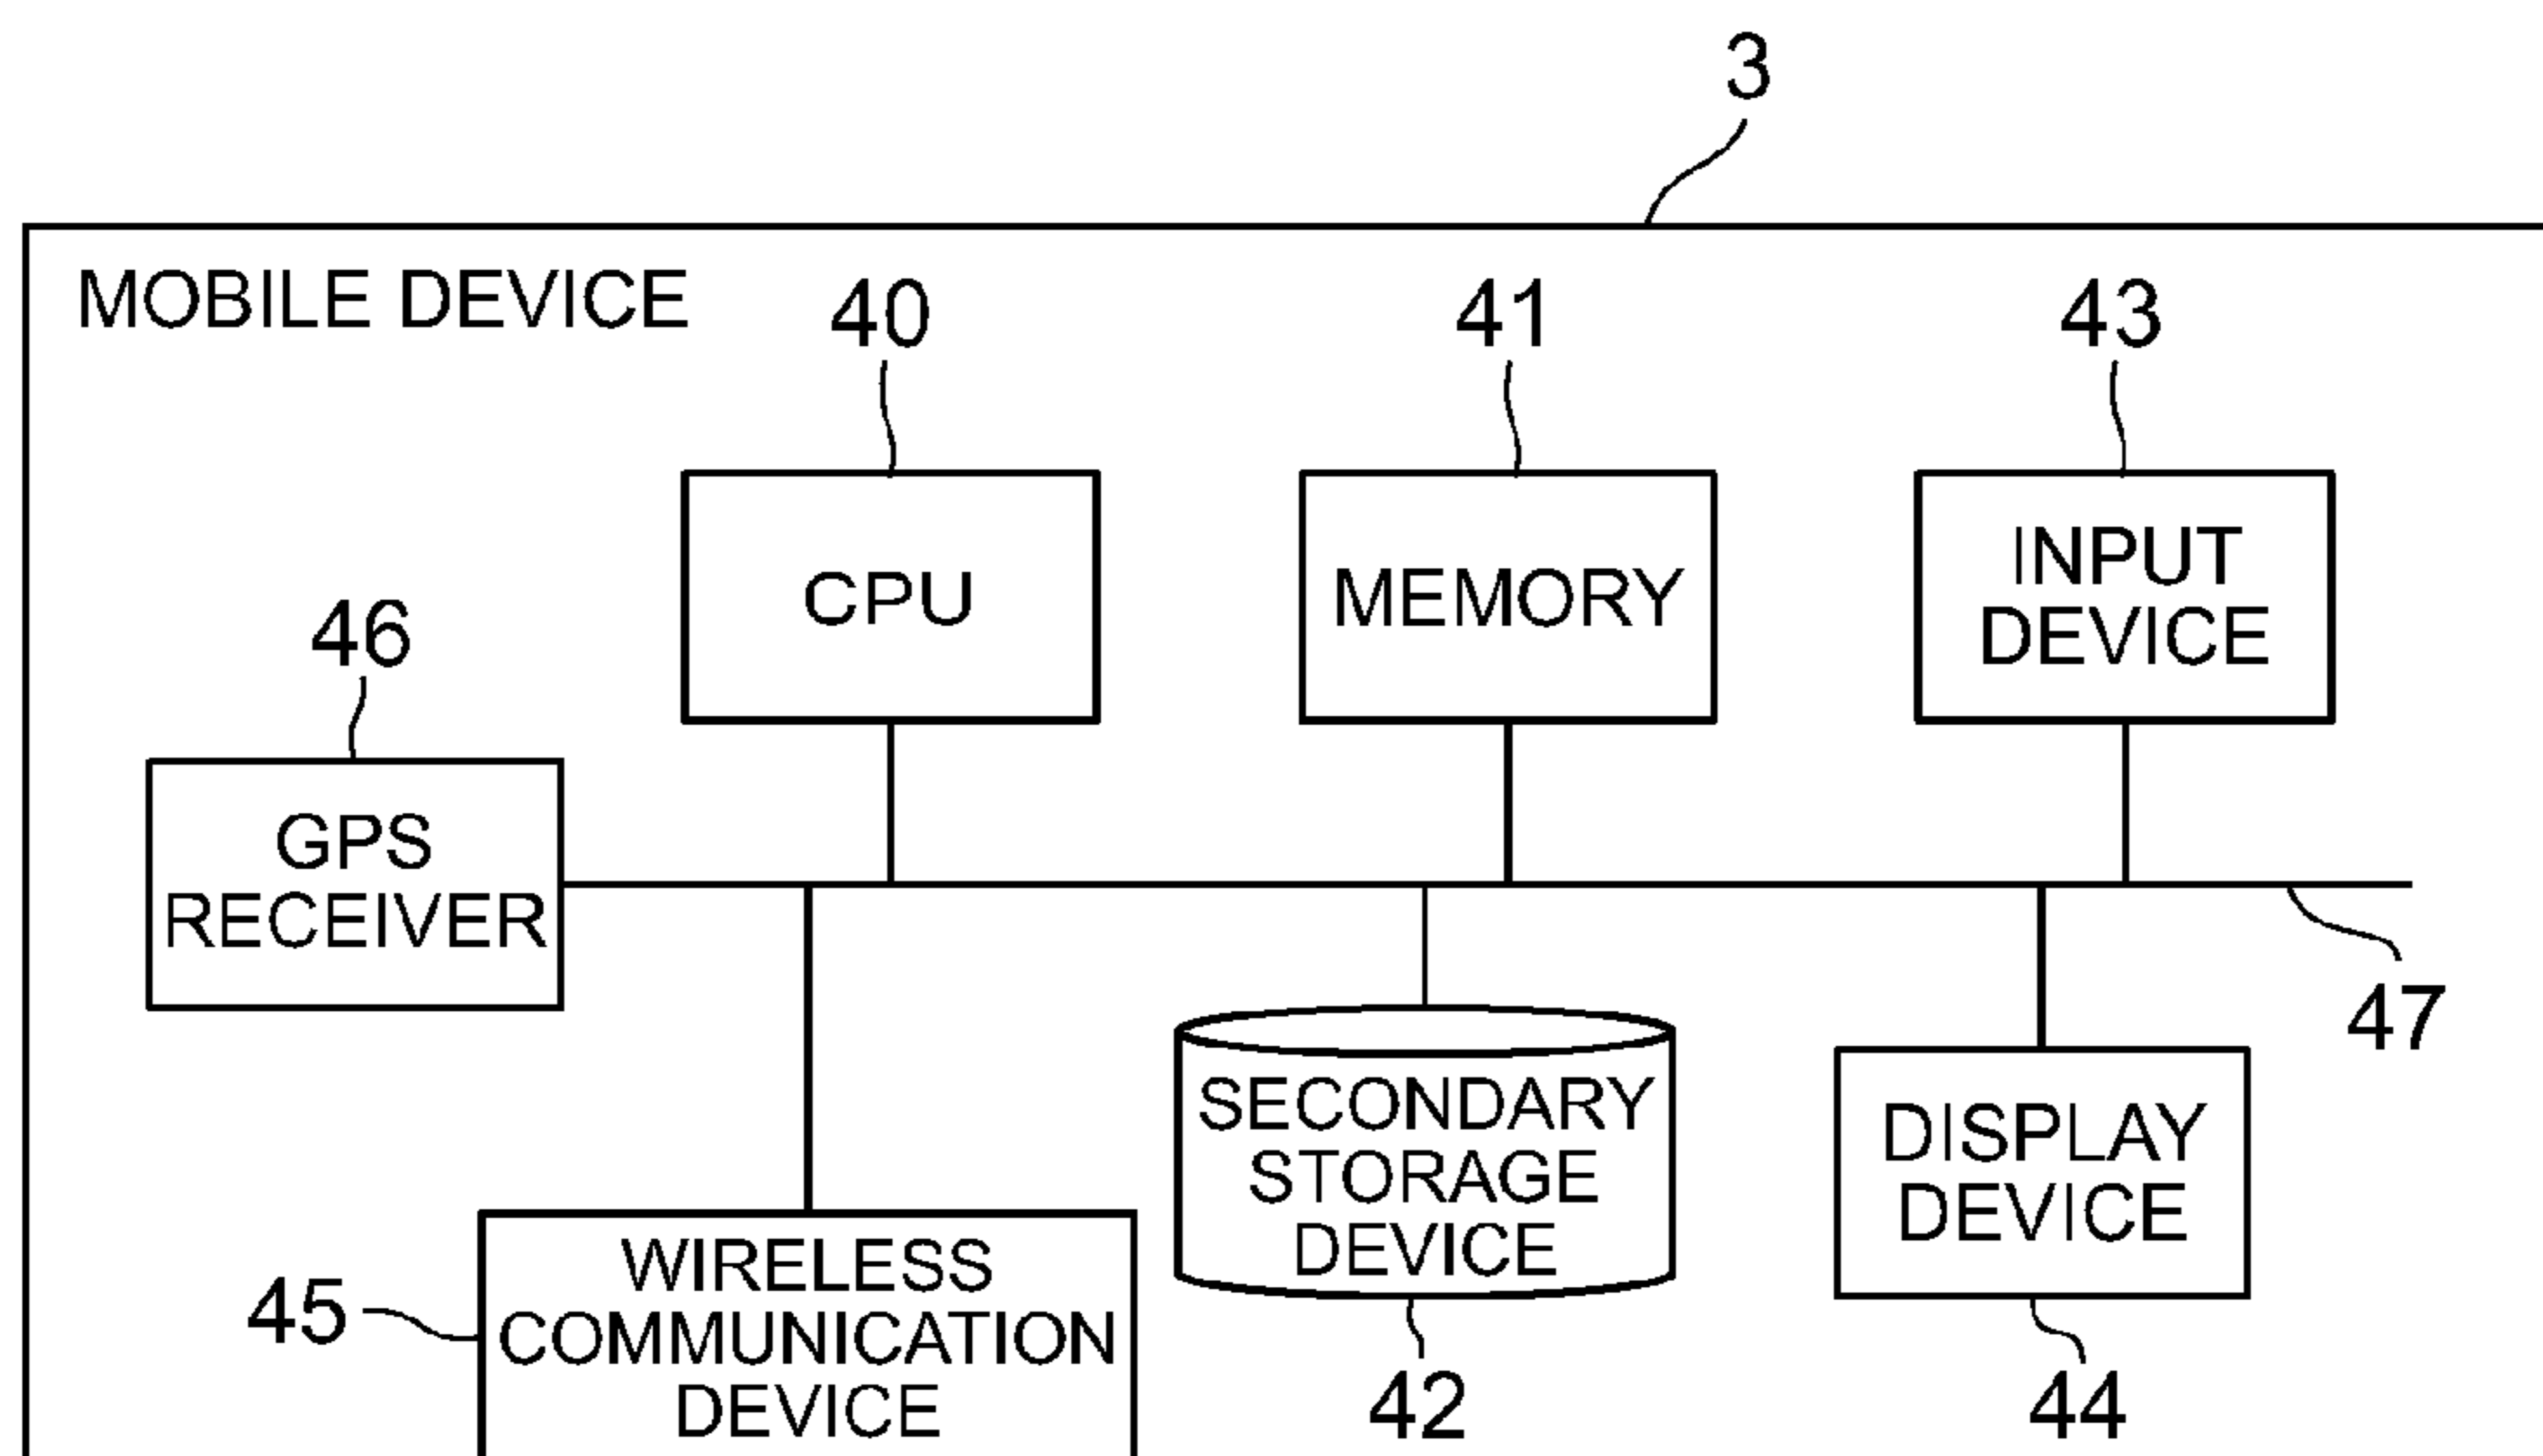 3
MOBILE DEVICE
40
41
43
CPU
MEMORY
INPUT
DEVICE
46
GPS
RECEIVER
47
SECONDARY
STORAGE
DEVICE
DISPLAY
DEVICE
45
WIRELESS
COMMUNICATION
DEVICE
42
44